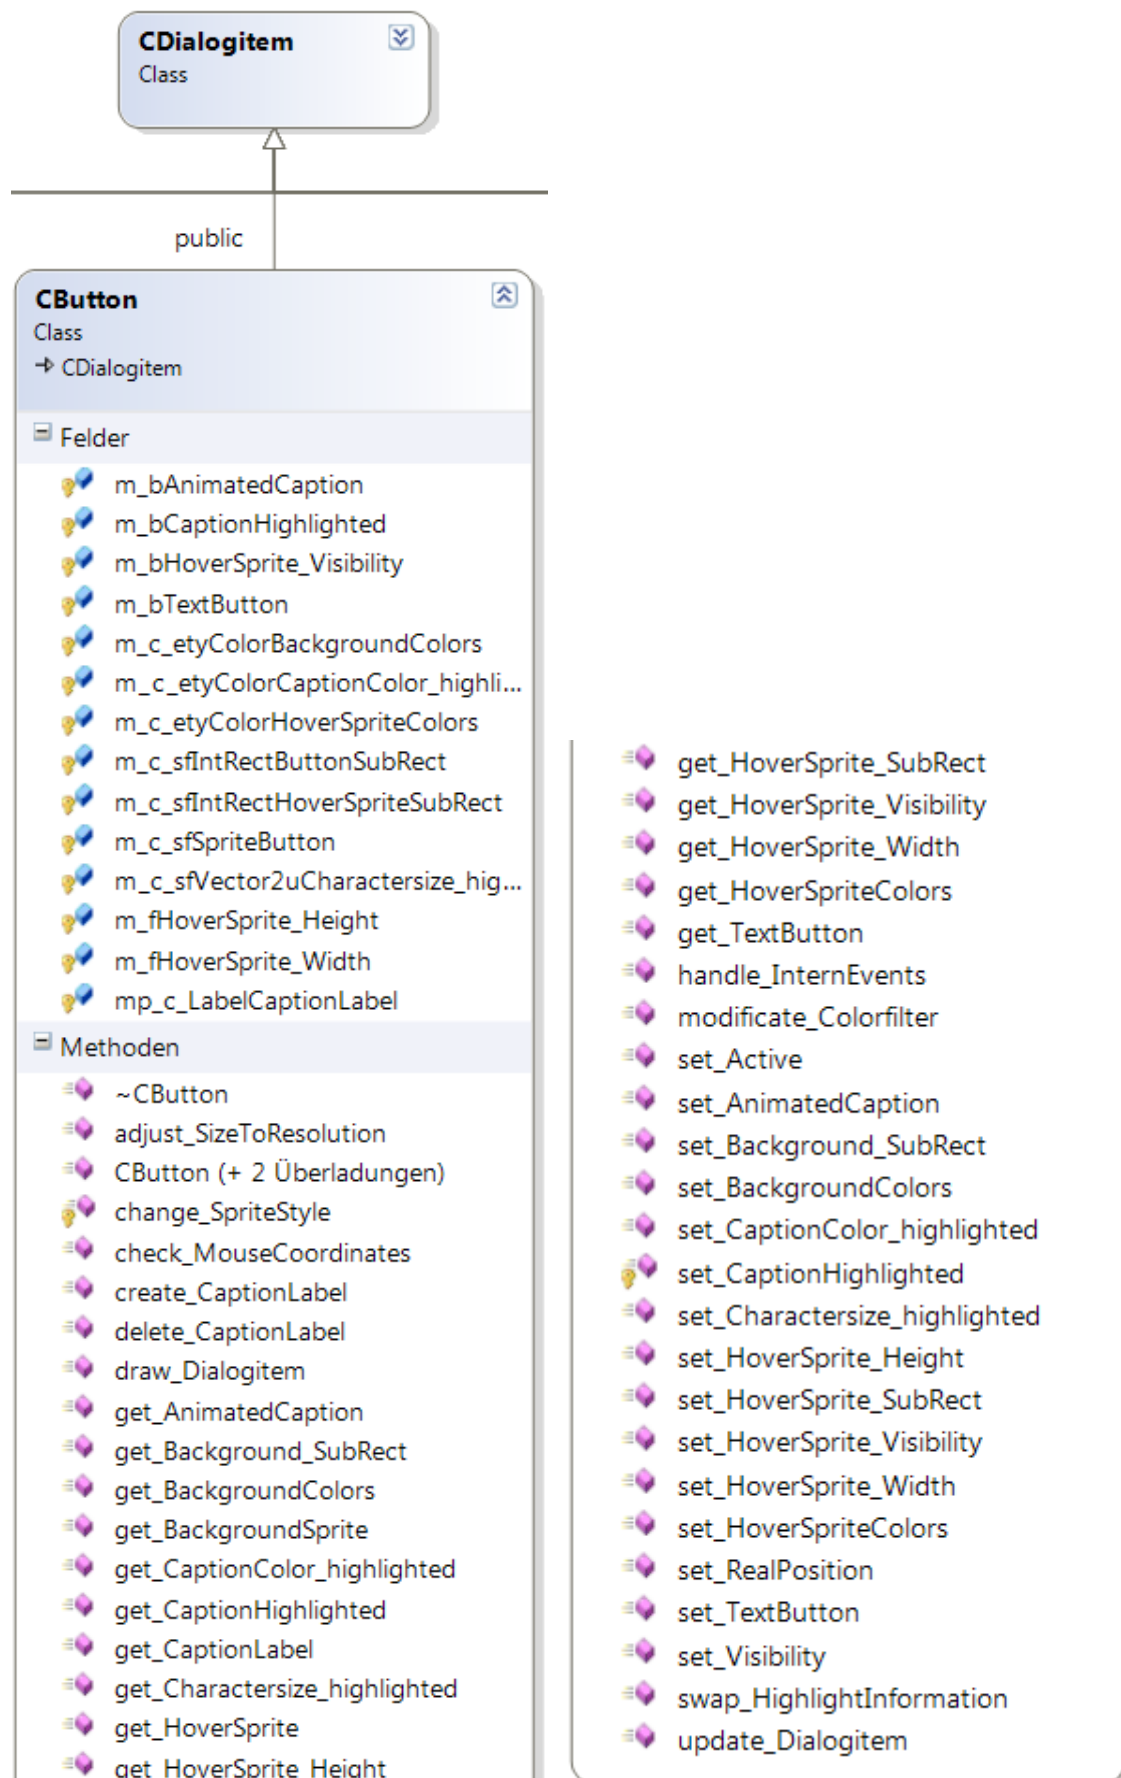 CDialogitem
Class
public
CButton
Class
CDialogitem
Felder
m_bAnimatedCaption
m_bCaptionHighlighted
m_bHoverSprite_Visibility
m_bTextButton
m_c_etyColorBackgroundColors
m_c_etyColorCaptionColor_highli...
m_c_etyColorHoverSpriteColors
m_c_sfIntRectButtonSubRect
m_c_sfIntRectHoverSpriteSubRect
m_c_sfSpriteButton
m_c_sfVector2uCharactersize_hig...
m_fHoverSprite_Height
m_fHoverSprite_Width
mp_c_LabelCaptionLabel
Methoden
~CButton
adjust_SizeToResolution
CButton (+ 2 Überladungen)
change_SpriteStyle
check_MouseCoordinates
create_CaptionLabel
delete_CaptionLabel
draw_Dialogitem
get_AnimatedCaption
get_Background_SubRect
get_BackgroundColors
get_BackgroundSprite
get_CaptionColor_highlighted
get_CaptionHighlighted
get_CaptionLabel
get_Charactersize_highlighted
get_HoverSprite
get_HoverSprite_Height
get_HoverSprite_SubRect
get_HoverSprite_Visibility
get_HoverSprite_Width
get_HoverSpriteColors
get_TextButton
handle_InternEvents
modificate_Colorfilter
set_Active
set_AnimatedCaption
set_Background_SubRect
set_BackgroundColors
set_CaptionColor_highlighted
set_CaptionHighlighted
set_Charactersize_highlighted
set_HoverSprite_Height
set_HoverSprite_SubRect
set_HoverSprite_Visibility
set_HoverSprite_Width
set_HoverSpriteColors
set_RealPosition
set_TextButton
set_Visibility
swap_HighlightInformation
update_Dialogitem